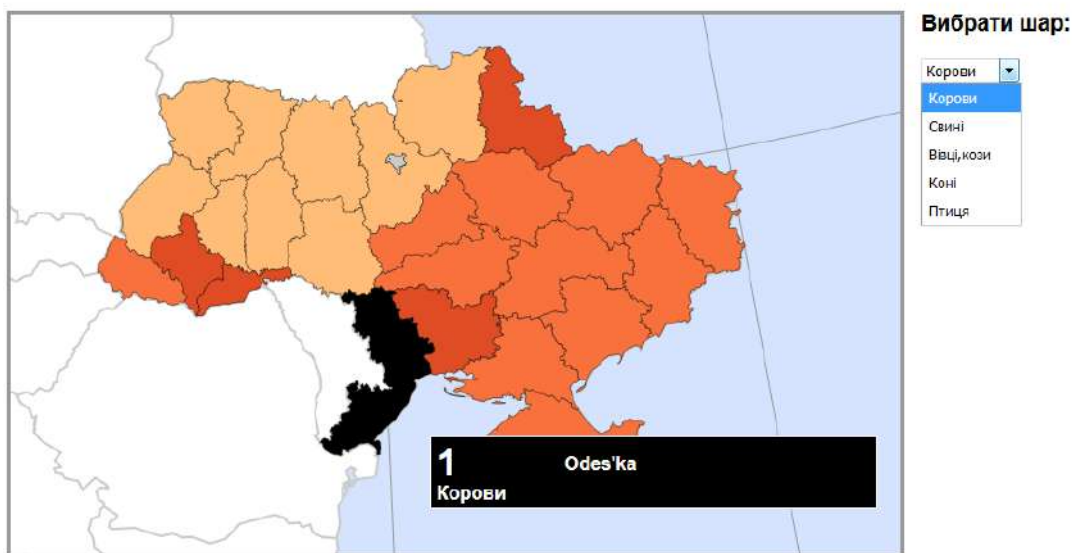 Вибрати шар:
Корови
Корови
Свині
Вівці,кози
Коні
Птиця
1 Odes'ka
Корови